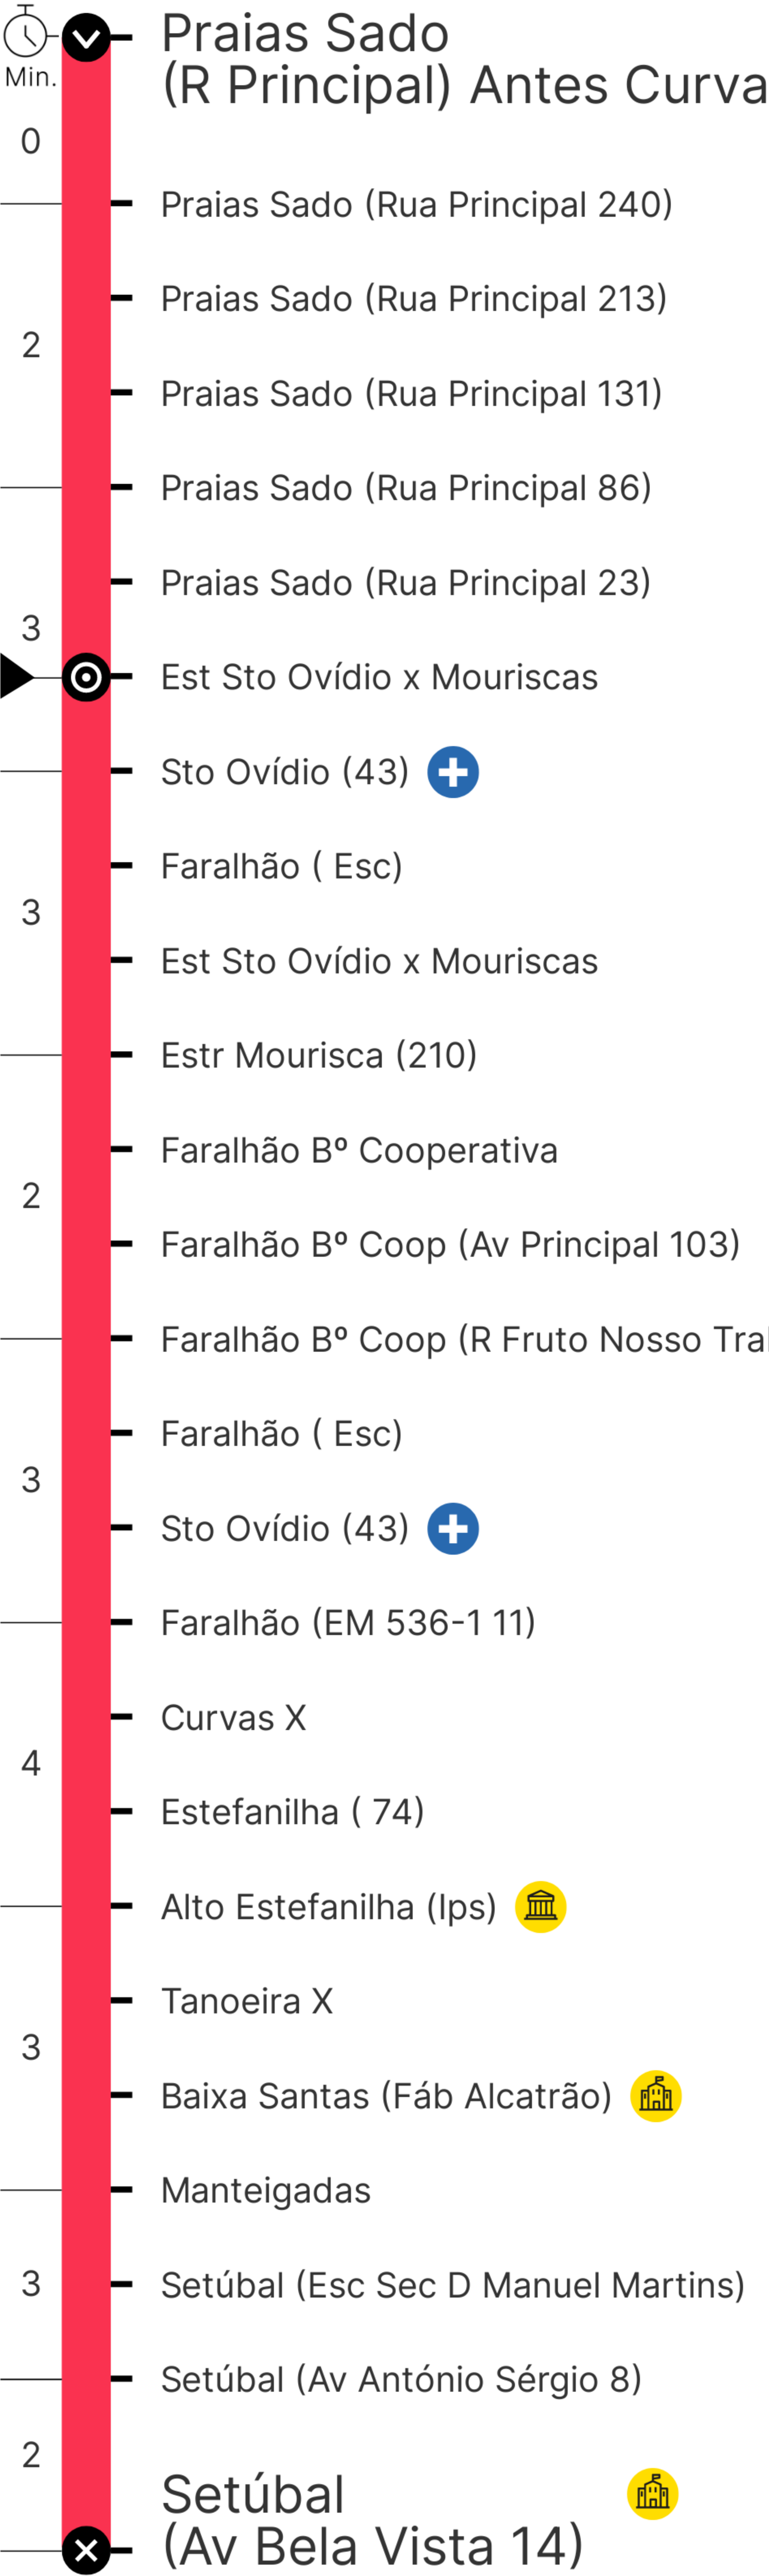 Praias Sado
(R Principal) Antes Curva
Min.
0
Praias Sado (Rua Principal 240)
Praias Sado (Rua Principal 213)
2
Praias Sado (Rua Principal 131)
Praias Sado (Rua Principal 86)
Praias Sado (Rua Principal 23)
3
Est Sto Ovídio x Mouriscas
Sto Ovídio (43)
Faralhão ( Esc)
3
Est Sto Ovídio x Mouriscas
Estr Mourisca (210)
Faralhão Bº Cooperativa
2
Faralhão Bº Coop (Av Principal 103)
Faralhão Bº Coop (R Fruto Nosso
Faralhão ( Esc)
3
Sto Ovídio (43)
Faralhão (EM 536-1 11)
Curvas X
4
Estefanilha ( 74)
Alto Estefanilha (Ips)
Tanoeira X
3
Baixa Santas (Fáb Alcatrão)
Manteigadas
3
Setúbal (Esc Sec D Manuel Martins)
Setúbal (Av António Sérgio 8)
2
Setúbal
(Av Bela Vista 14)